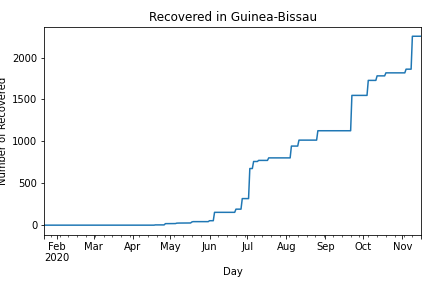 Recovered in Guinea-Bissau
Number of Recovered
2000
1500
1000
500
0
Feb Mar Apr May Jun Jul Aug Sep Oct Nov
2020
Day